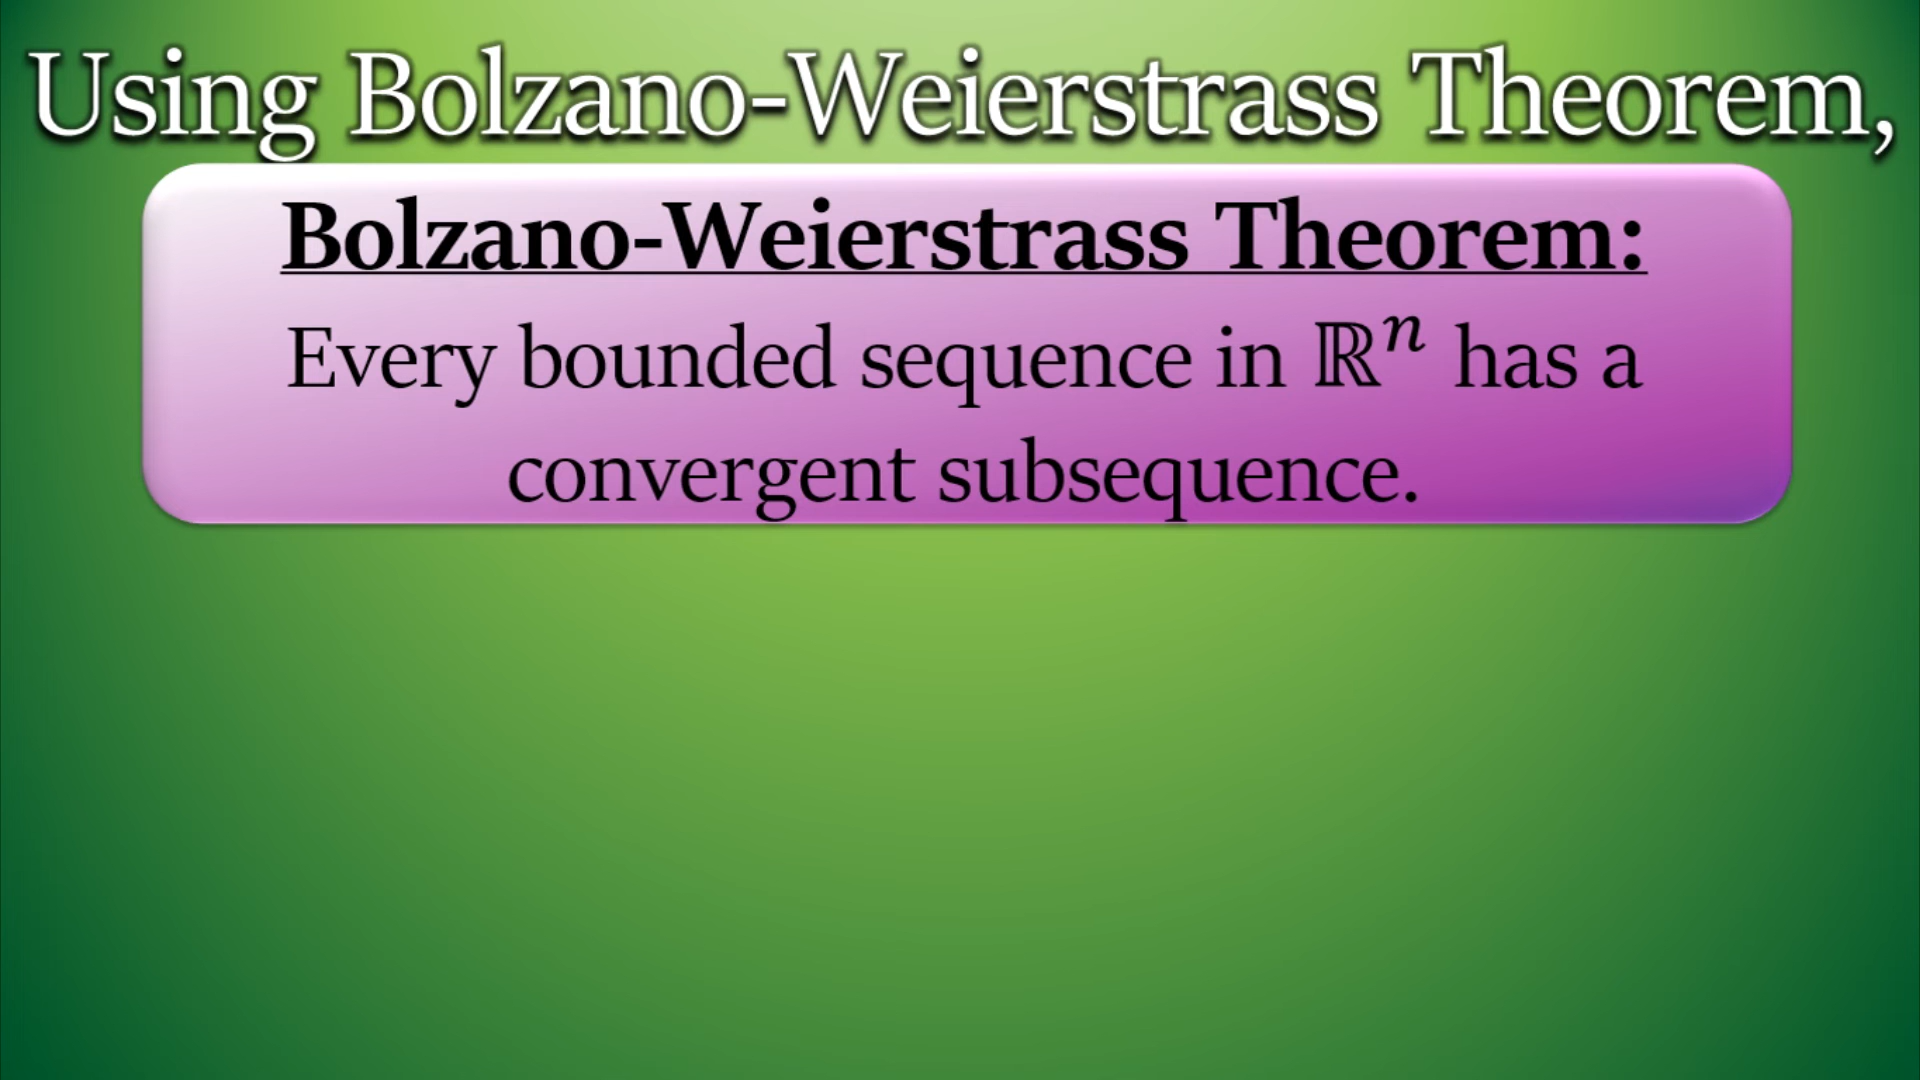 Using Bolzano-Weierstrass Theorem,
Bolzano-Weierstrass Theorem:
Every bounded sequence in ℝⁿ has a
convergent subsequence.